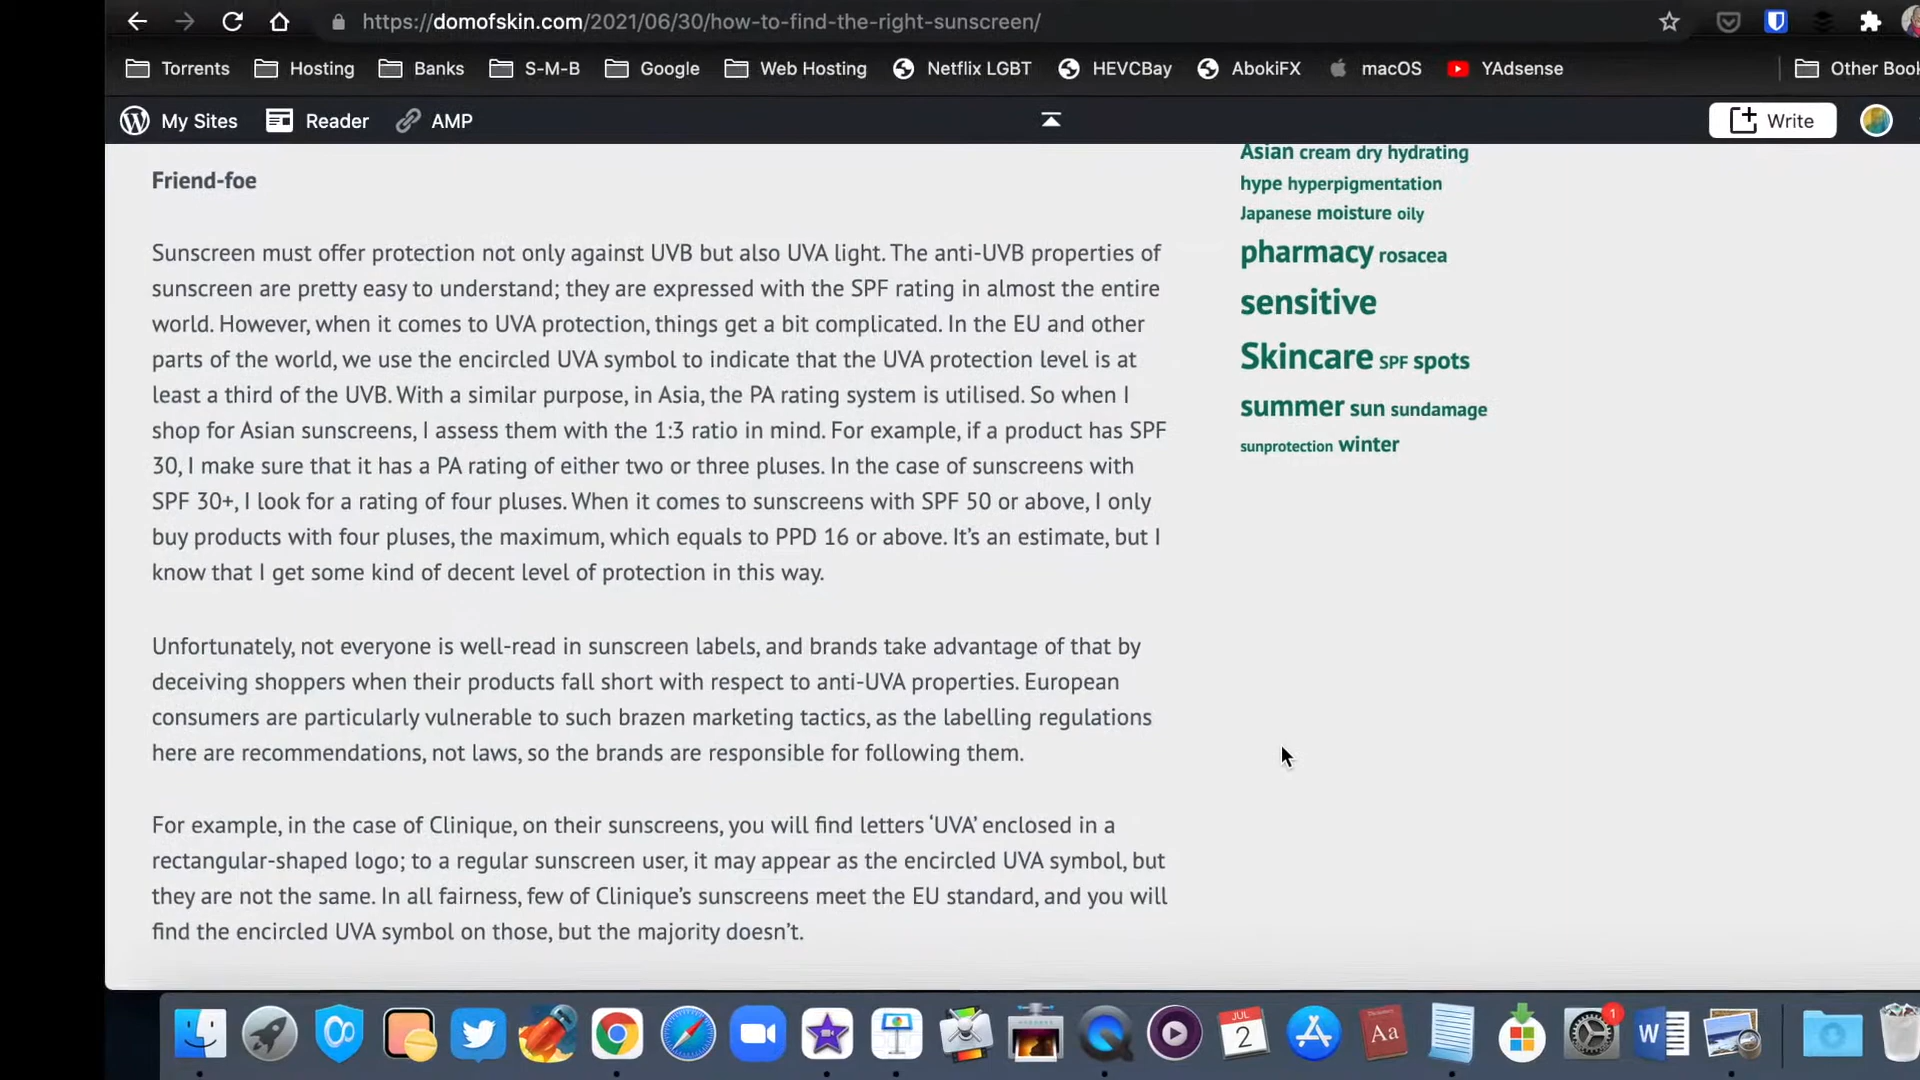 https://domofskin.com/2021/06/30/how-to-find-the-right-sunscreen/
Torrents Hosting Banks S-M-B Google Web Hosting Netflix LGBT HEVCBay AbokiFX macOS YAdsense Other Book
My Sites Reader AMP Write
Friend-foe
Sunscreen must offer protection not only against UVB but also UVA light. The anti-UVB properties of
sunscreen are pretty easy to understand; they are expressed with the SPF rating in almost the entire
world. However, when it comes to UVA protection, things get a bit complicated. In the EU and other
parts of the world, we use the encircled UVA symbol to indicate that the UVA protection level is at
least a third of the UVB. With a similar purpose, in Asia, the PA rating system is utilised. So when I
shop for Asian sunscreens, I assess them with the 1:3 ratio in mind. For example, if a product has SPF
30, I make sure that it has a PA rating of either two or three pluses. In the case of sunscreens with
SPF 30+, I look for a rating of four pluses. When it comes to sunscreens with SPF 50 or above, I only
buy products with four pluses, the maximum, which equals to PPD 16 or above. It’s an estimate, but I
know that I get some kind of decent level of protection in this way.
Unfortunately, not everyone is well-read in sunscreen labels, and brands take advantage of that by
deceiving shoppers when their products fall short with respect to anti-UVA properties. European
consumers are particularly vulnerable to such brazen marketing tactics, as the labelling regulations
here are recommendations, not laws, so the brands are responsible for following them.
For example, in the case of Clinique, on their sunscreens, you will find letters ‘UVA’ enclosed in a
rectangular-shaped logo; to a regular sunscreen user, it may appear as the encircled UVA symbol, but
they are not the same. In all fairness, few of Clinique’s sunscreens meet the EU standard, and you will
find the encircled UVA symbol on those, but the majority doesn’t.
Asian cream dry hydrating
hype hyperpigmentation
Japanese moisture oily
pharmacy rosacea
sensitive
Skincare SPF spots
summer sun sundamage
sunprotection winter
JUL
2
Aa
1
W